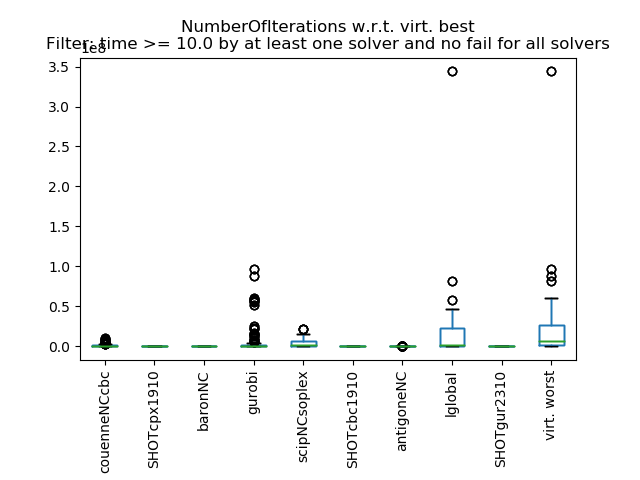 NumberOfIterations w.r.t. virt. best
Filter: time >= 10.0 by at least one solver and no fail for all solvers
1e8
3.5
3.0
2.5
2.0
1.5
1.0
0.5
0.0
couenneNCcbc
SHOTcpx1910
baronNC
gurobi
scipNCsoplex
SHOTcbc1910
antigoneNC
lglobal
SHOTgur2310
virt. worst